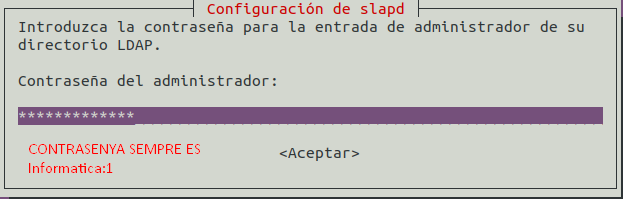 Configuración de slapd
Introduzca la contraseña para la entrada de administrador de su
directorio LDAP.
Contraseña del administrador:
*************
CONTRASENYA SEMPRE ES
Informatica:1
<Aceptar>